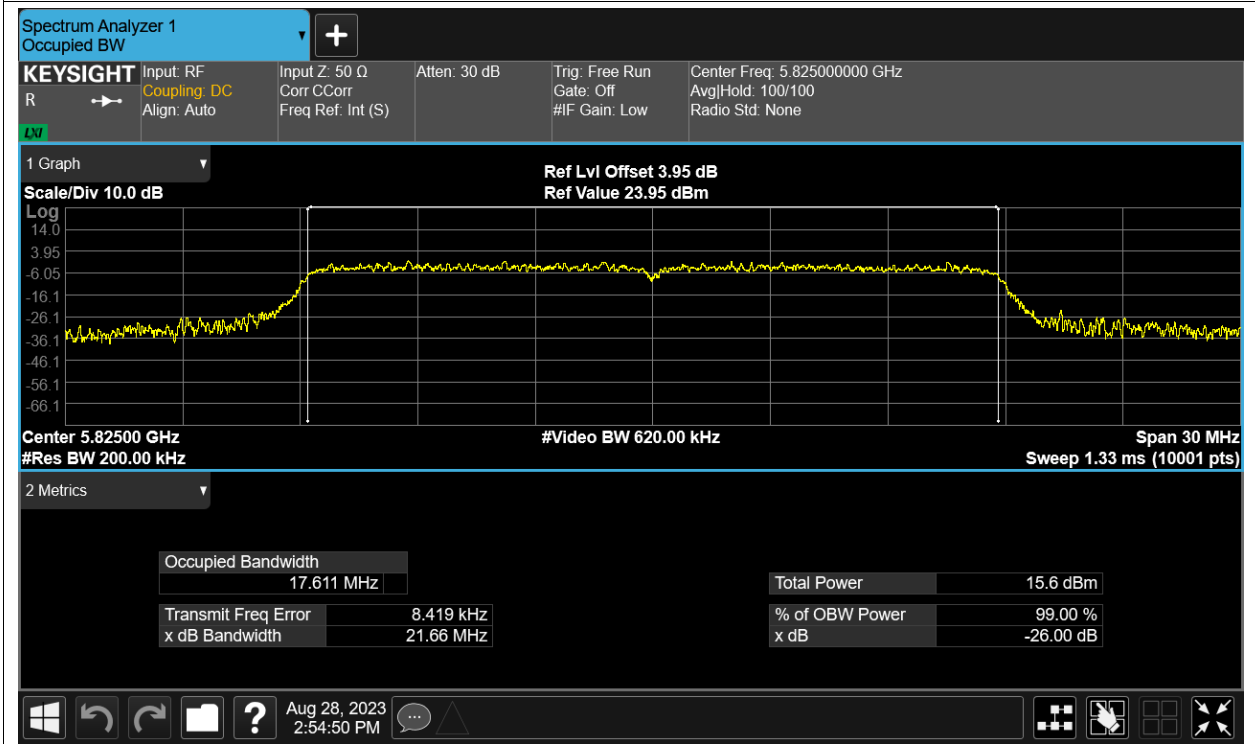 Spectrum Analyzer 1
Occupied BW
KEYSIGHT
R
LXI
Input: RF
Coupling: DC
Align: Auto
Input Z: 50 Ω
Corr CCorr
Freq Ref: Int (S)
Atten: 30 dB
Trig: Free Run
Gate: Off
#IF Gain: Low
Center Freq: 5.825000000 GHz
Avg|Hold: 100/100
Radio Std: None
1 Graph
Scale/Div 10.0 dB
Ref Lvl Offset 3.95 dB
Ref Value 23.95 dBm
Log
14.0
3.95
-6.05
-16.1
-26.1
-36.1
-46.1
-56.1
-66.1
Center 5.82500 GHz
#Video BW 620.00 kHz
Span 30 MHz
#Res BW 200.00 kHz
Sweep 1.33 ms (10001 pts)
2 Metrics
Occupied Bandwidth
17.611 MHz
Total Power 15.6 dBm
Transmit Freq Error 8.419 kHz
% of OBW Power 99.00 %
x dB Bandwidth 21.66 MHz
x dB -26.00 dB
?
Aug 28, 2023
2:54:50 PM